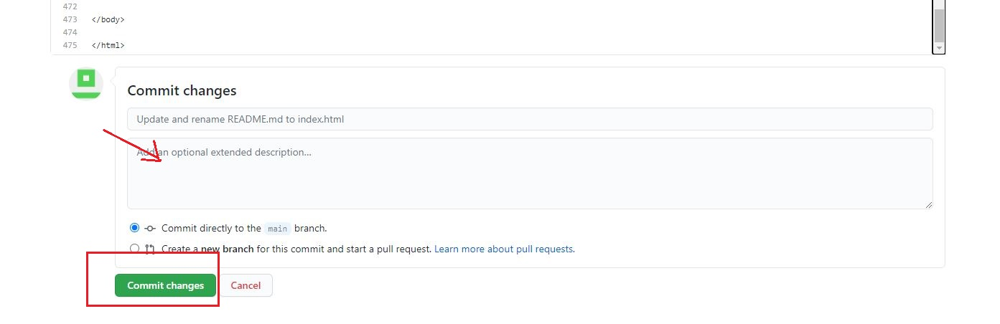 472
473 </body>
474
475 </html>
Commit changes
Update and rename README.md to index.html
Add an optional extended description...
Commit directly to the main branch.
Create a new branch for this commit and start a pull request. Learn more about pull requests.
Commit changes Cancel